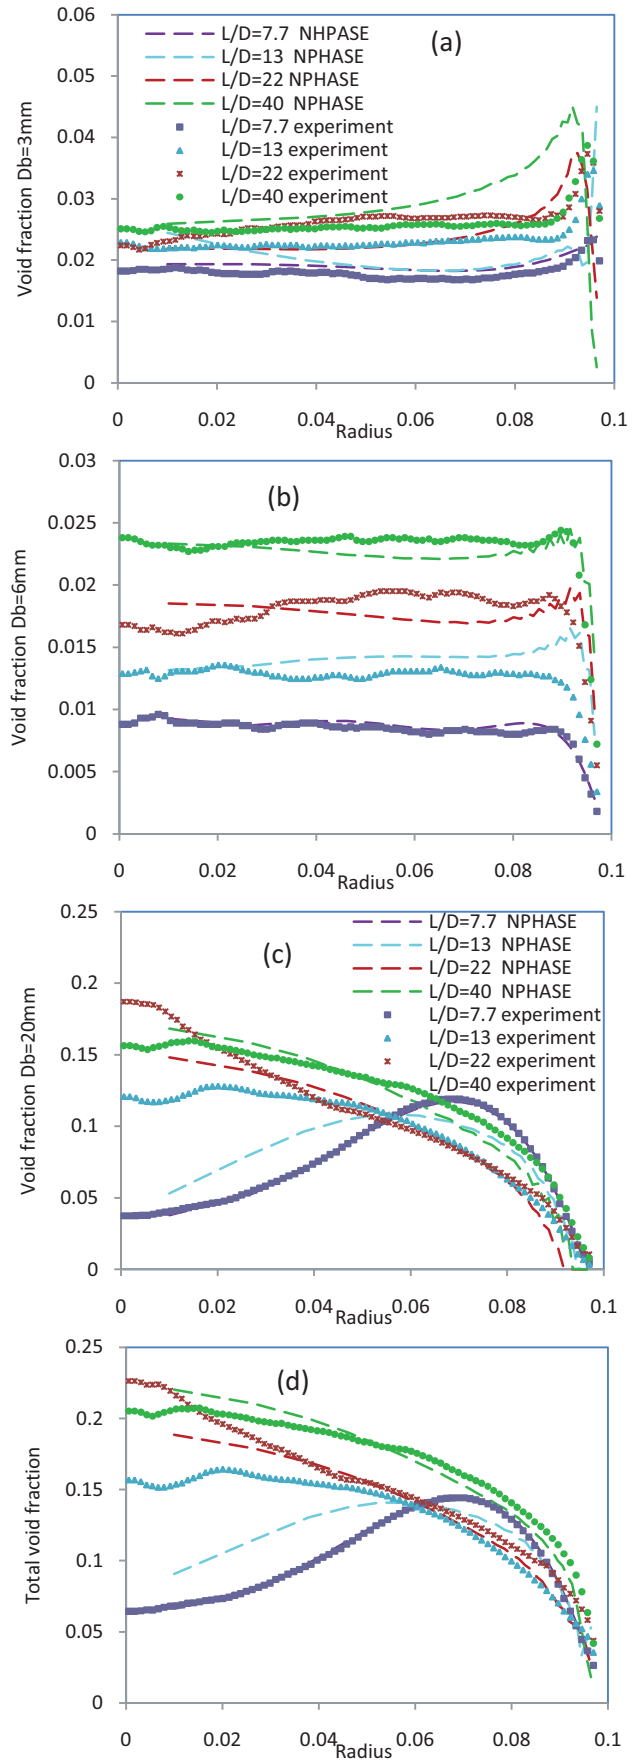 0.06
0.05
0.04
0.03
0.02
0.01
0
Void fraction Db=3mm
L/D=7.7 NHPASE
L/D=13 NPHASE
L/D=22 NPHASE
L/D=40 NPHASE
L/D=7.7 experiment
L/D=13 experiment
L/D=22 experiment
L/D=40 experiment
(a)
0 0.02 0.04 0.06 0.08 0.1
Radius
0.03
0.025
0.02
0.015
0.01
0.005
0
Void fraction Db=6mm
(b)
0 0.02 0.04 0.06 0.08 0.1
Radius
0.25
0.2
0.15
0.1
0.05
0
Void fraction Db=20mm
(c)
L/D=7.7 NPHASE
L/D=13 NPHASE
L/D=22 NPHASE
L/D=40 NPHASE
L/D=7.7 experiment
L/D=13 experiment
L/D=22 experiment
L/D=40 experiment
0 0.02 0.04 0.06 0.08 0.1
Radius
0.25
0.2
0.15
0.1
0.05
0
Total void fraction
(d)
0 0.02 0.04 0.06 0.08 0.1
Radius